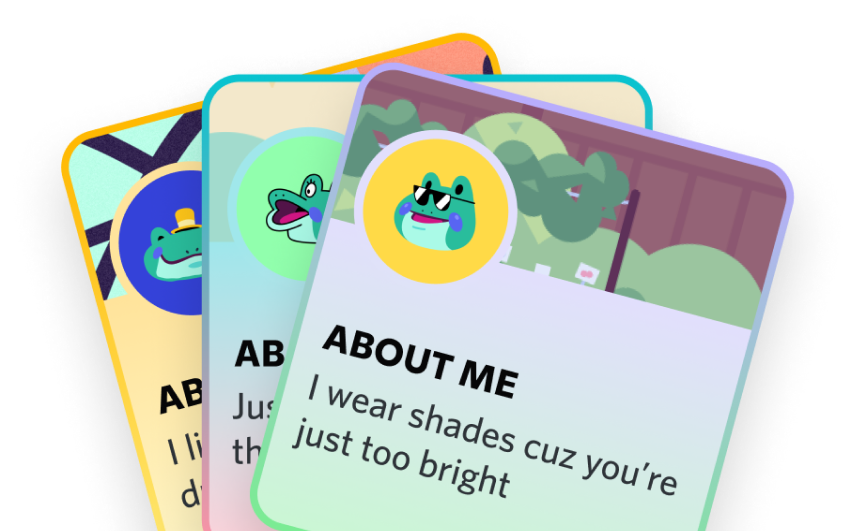 ABOUT ME
I wear shades cuz you're
just too bright
AB
Jus
th
AB
I li
d